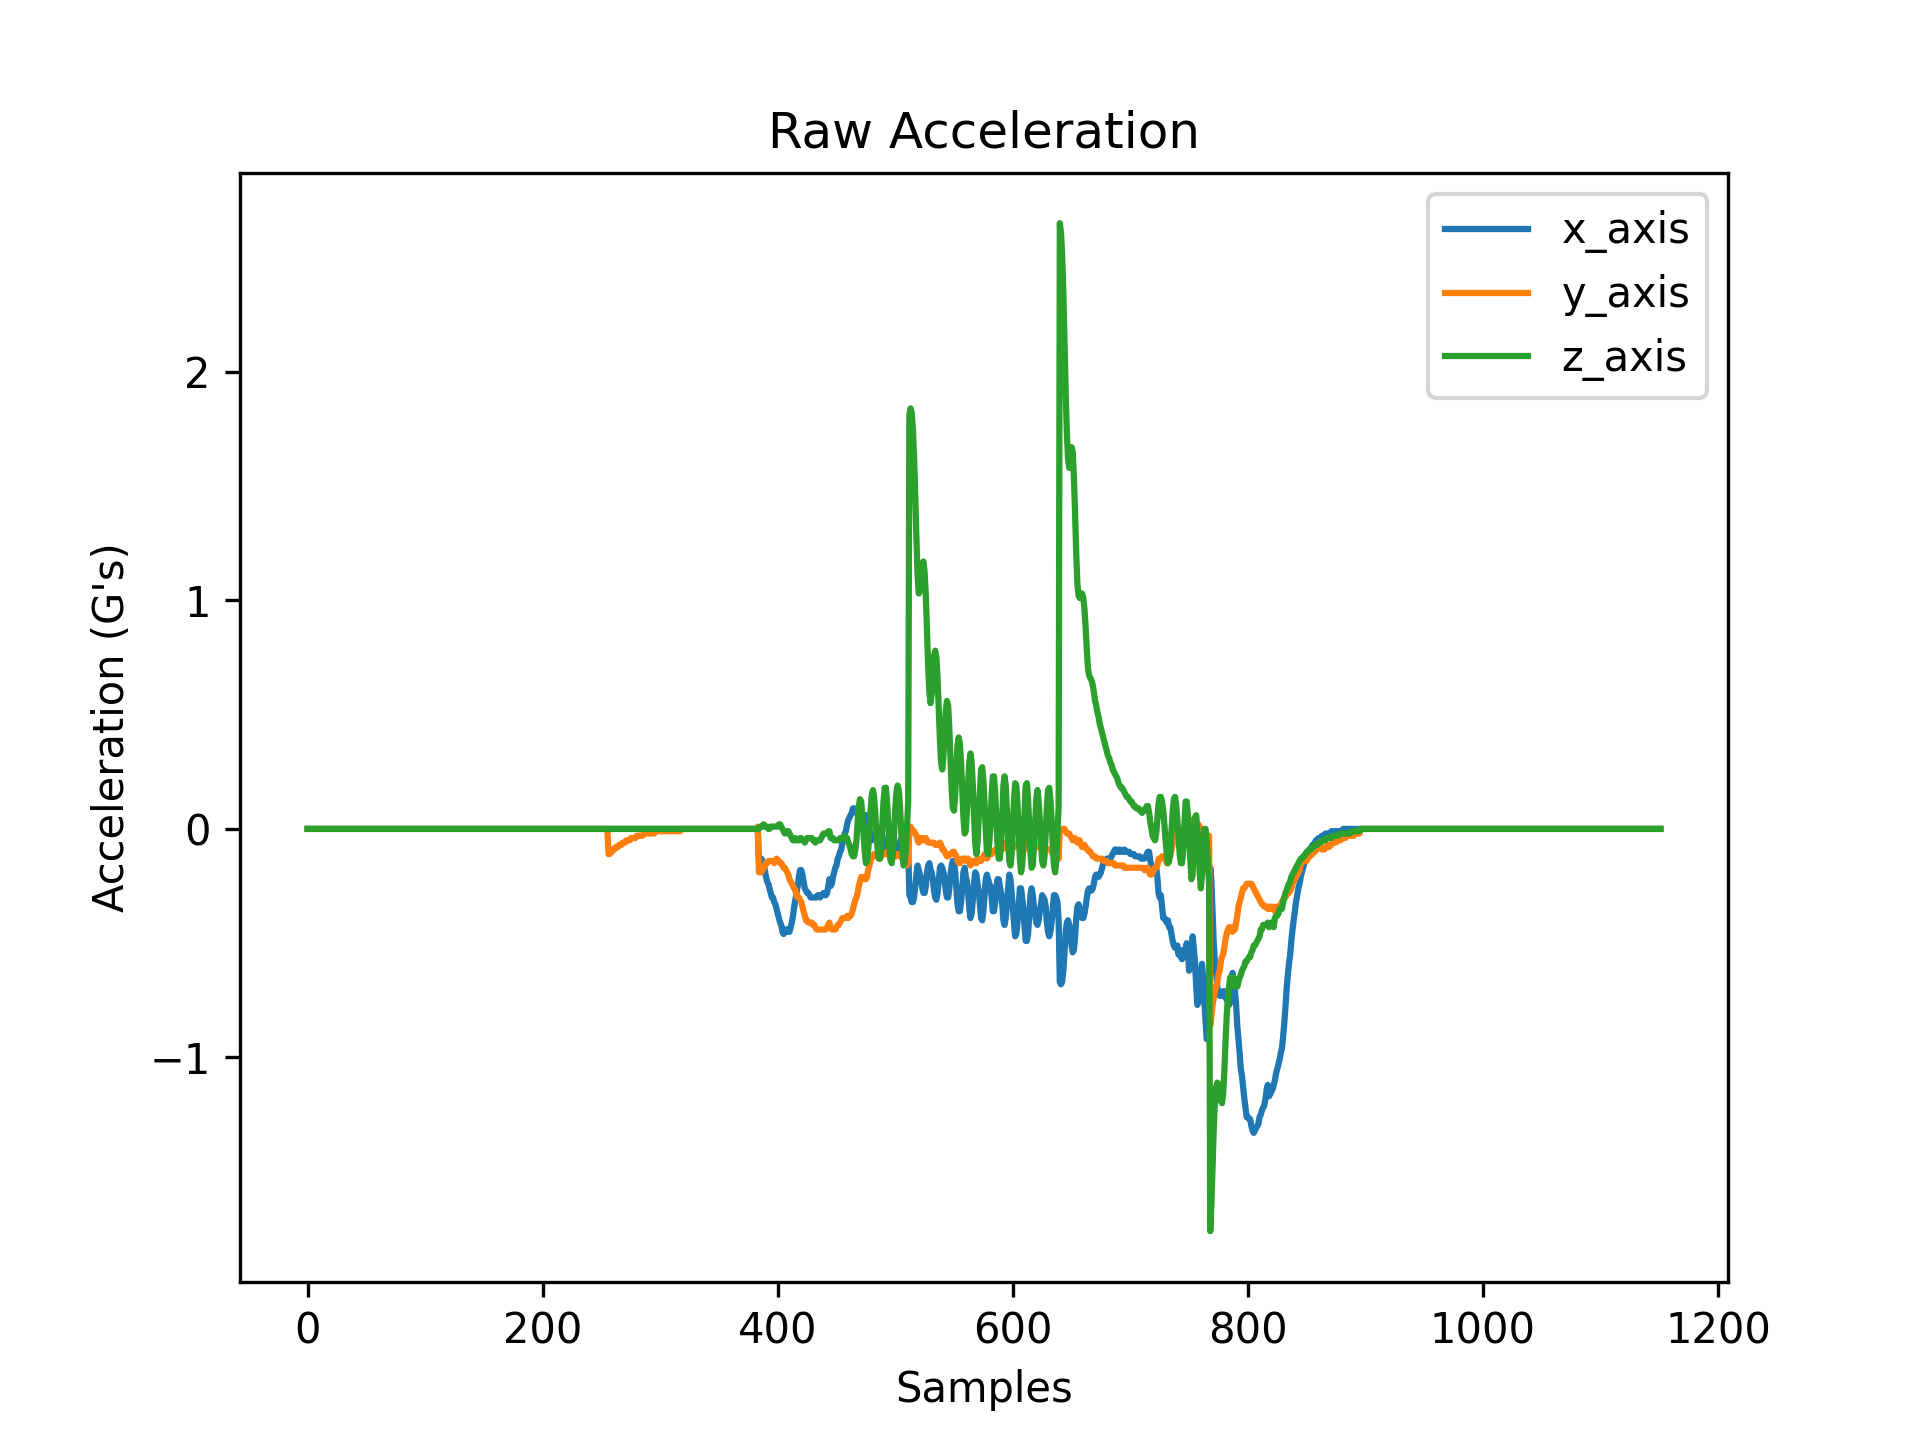 Raw Acceleration
x_axis
y_axis
z_axis
Acceleration (G's)
2
1
0
−1
0 200 400 600 800 1000 1200
Samples